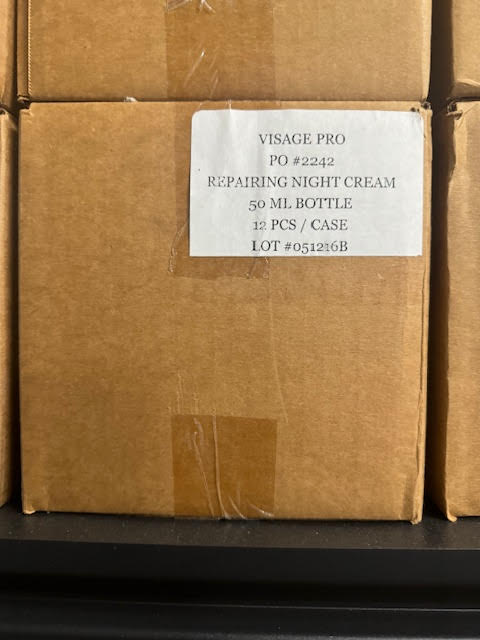 VISAGE PRO
PO #2242
REPAIRING NIGHT CREAM
50 ML BOTTLE
12 PCS / CASE
LOT #051216B